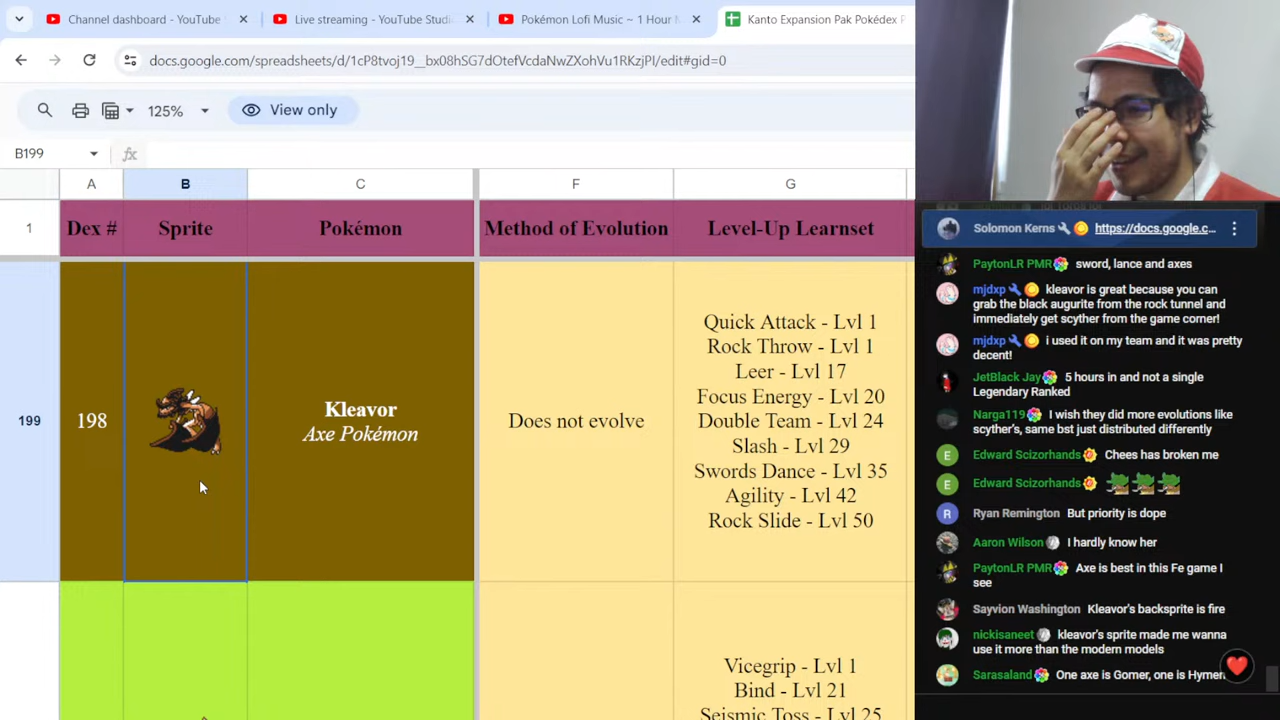 Channel dashboard - YouTube
Live streaming - YouTube Studi
Pokémon Lofi Music ~ 1 Hour M
Kanto Expansion Pak Pokédex P
125%
View only
B199
fx
A
B
C
F
G
1
Dex #
Sprite
Pokémon
Method of Evolution
Level-Up Learnset
199
198
Kleavor
Axe Pokémon
Does not evolve
Quick Attack - Lvl 1
Rock Throw - Lvl 1
Leer - Lvl 17
Focus Energy - Lvl 20
Double Team - Lvl 24
Slash - Lvl 29
Swords Dance - Lvl 35
Agility - Lvl 42
Rock Slide - Lvl 50
Vicegrip - Lvl 1
Bind - Lvl 21
Seismic Toss - Lvl 25
Solomon Kerns https://docs.google.c...
PaytonLR PMR sword, lance and axes
mjdxp kleavor is great because you can
grab the black augurite from the rock tunnel and
immediately get scyther from the game corner!
mjdxp i used it on my team and it was pretty
decent!
JetBlack Jay 5 hours in and not a single
Legendary Ranked
Narga119 I wish they did more evolutions like
scyther's, same bst just distributed differently
Edward Scizorhands Chees has broken me
E
Edward Scizorhands
E
Ryan Remington But priority is dope
R
Aaron Wilson I hardly know her
PaytonLR PMR Axe is best in this Fe game I
see
Sayvion Washington Kleavor's backsprite is fire
nickisaneet kleavor's sprite made me wanna
use it more than the modern models
Sarasaland One axe is Gomer, one is Hymen